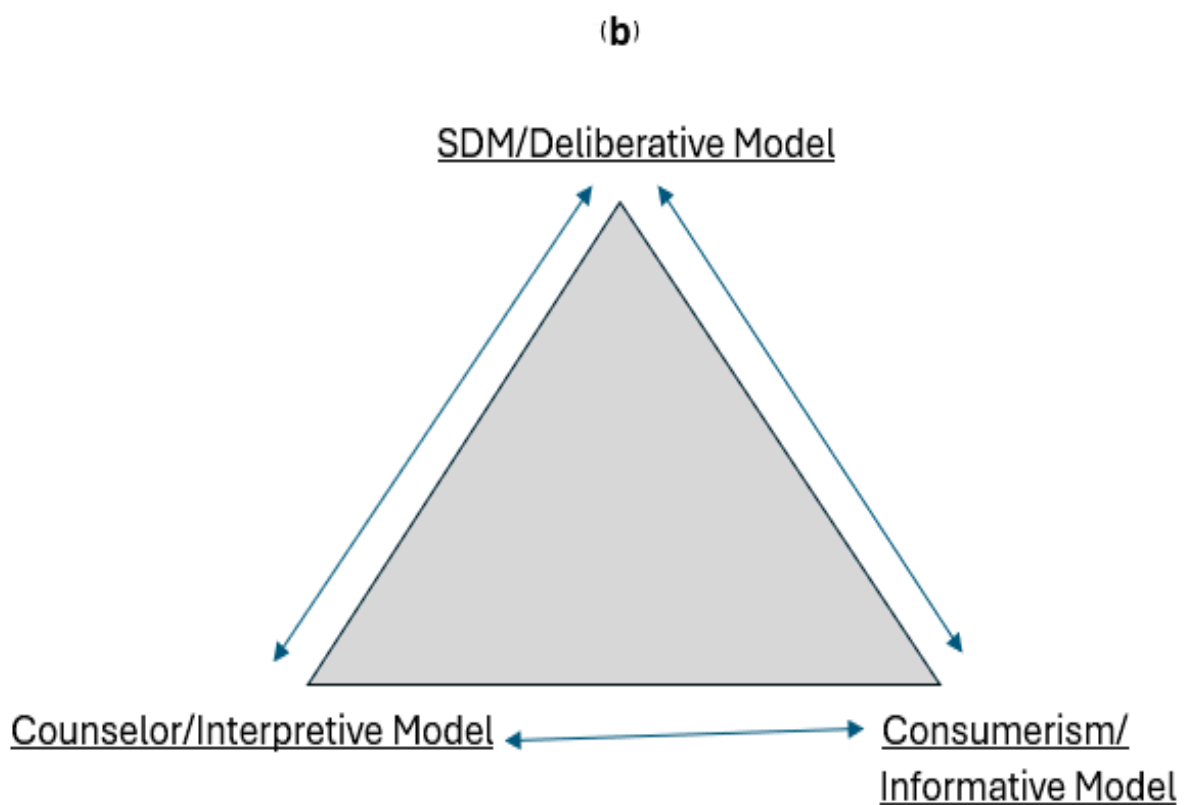 (b)
SDM/Deliberative Model
Counselor/Interpretive Model
Consumerism/
Informative Model